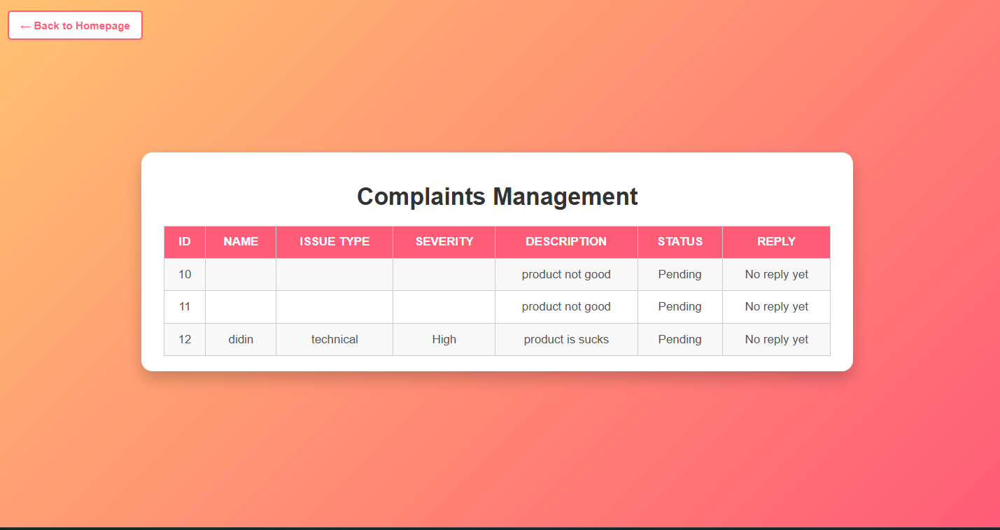 ← Back to Homepage
Complaints Management
ID NAME ISSUE TYPE SEVERITY DESCRIPTION STATUS REPLY
10 product not good Pending No reply yet
11 product not good Pending No reply yet
12 didin technical High product is sucks Pending No reply yet